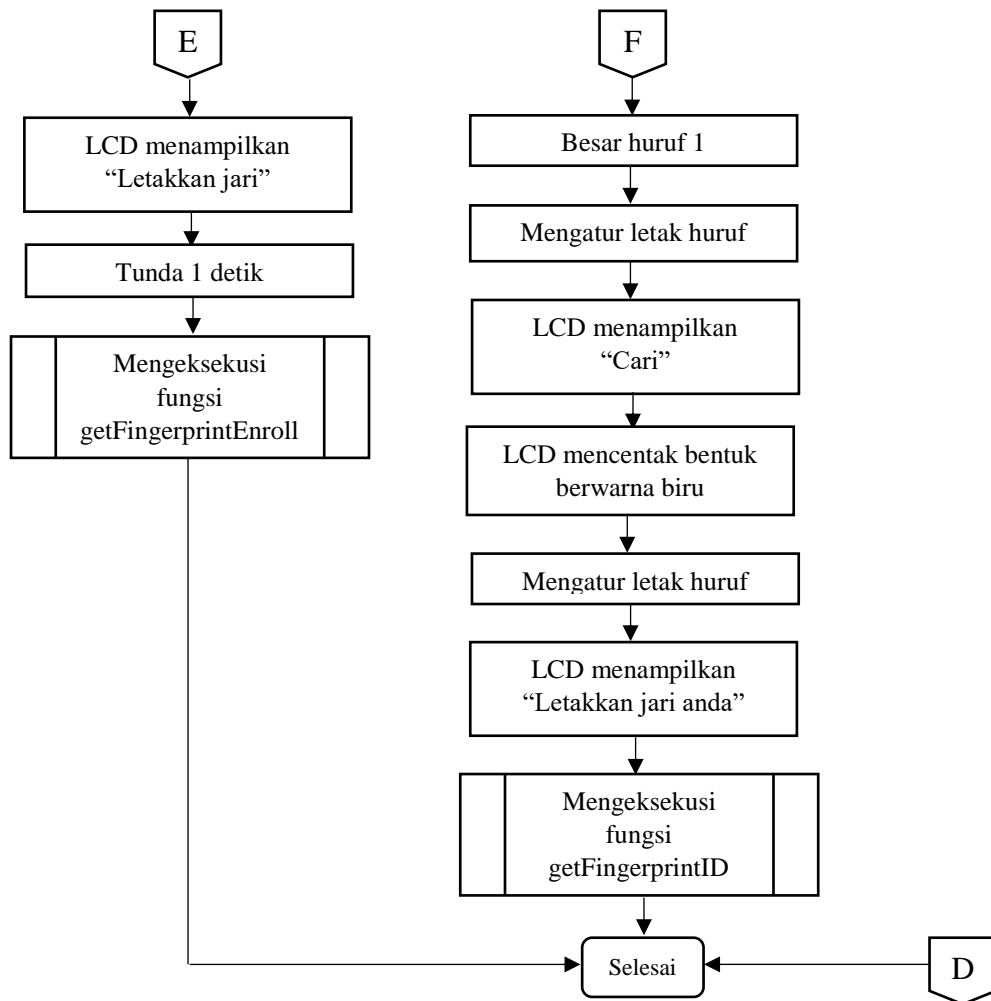 E
LCD menampilkan
“Letakkan jari”
Tunda 1 detik
Mengeksekusi
fungsi
getFingerprintEnroll
F
Besar huruf 1
Mengatur letak huruf
LCD menampilkan
“Cari”
LCD mencentak bentuk
berwarna biru
Mengatur letak huruf
LCD menampilkan
“Letakkan jari anda”
Mengeksekusi
fungsi
getFingerprintID
Selesai
D